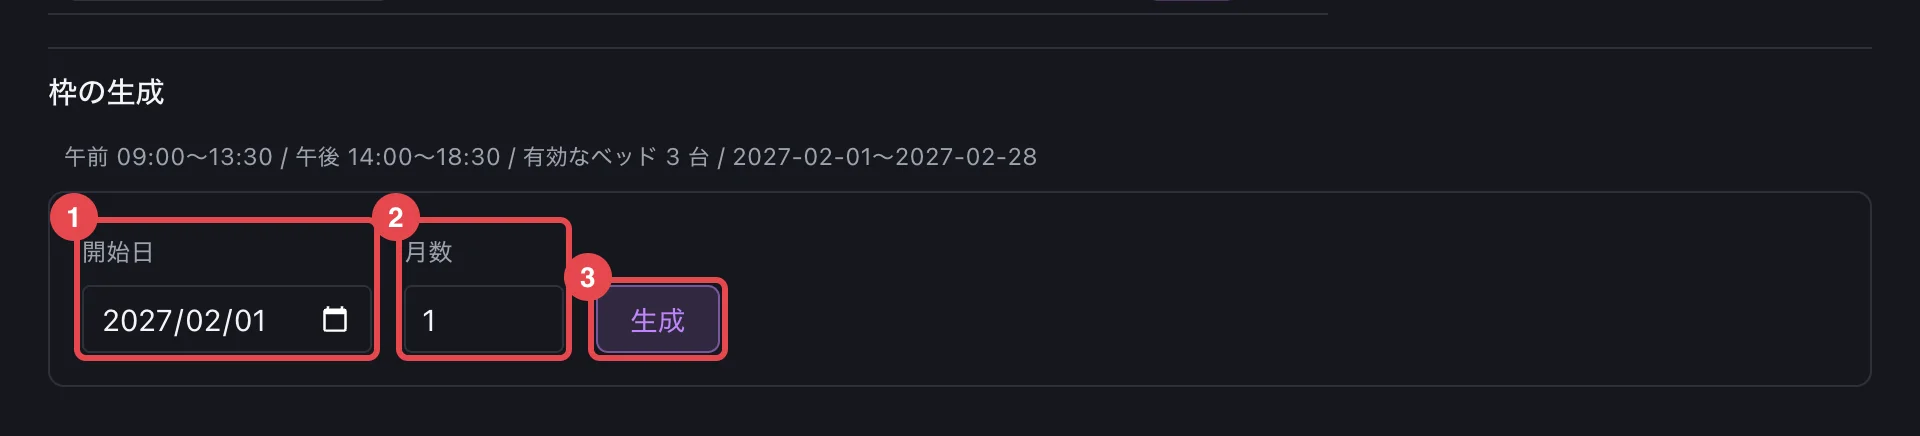 枠の生成
午前 09:00〜13:30 / 午後 14:00〜18:30 / 有効なベッド 3 台 / 2027-02-01〜2027-02-28
1
2
開始日
月数
3
2027/02/01
1
生成